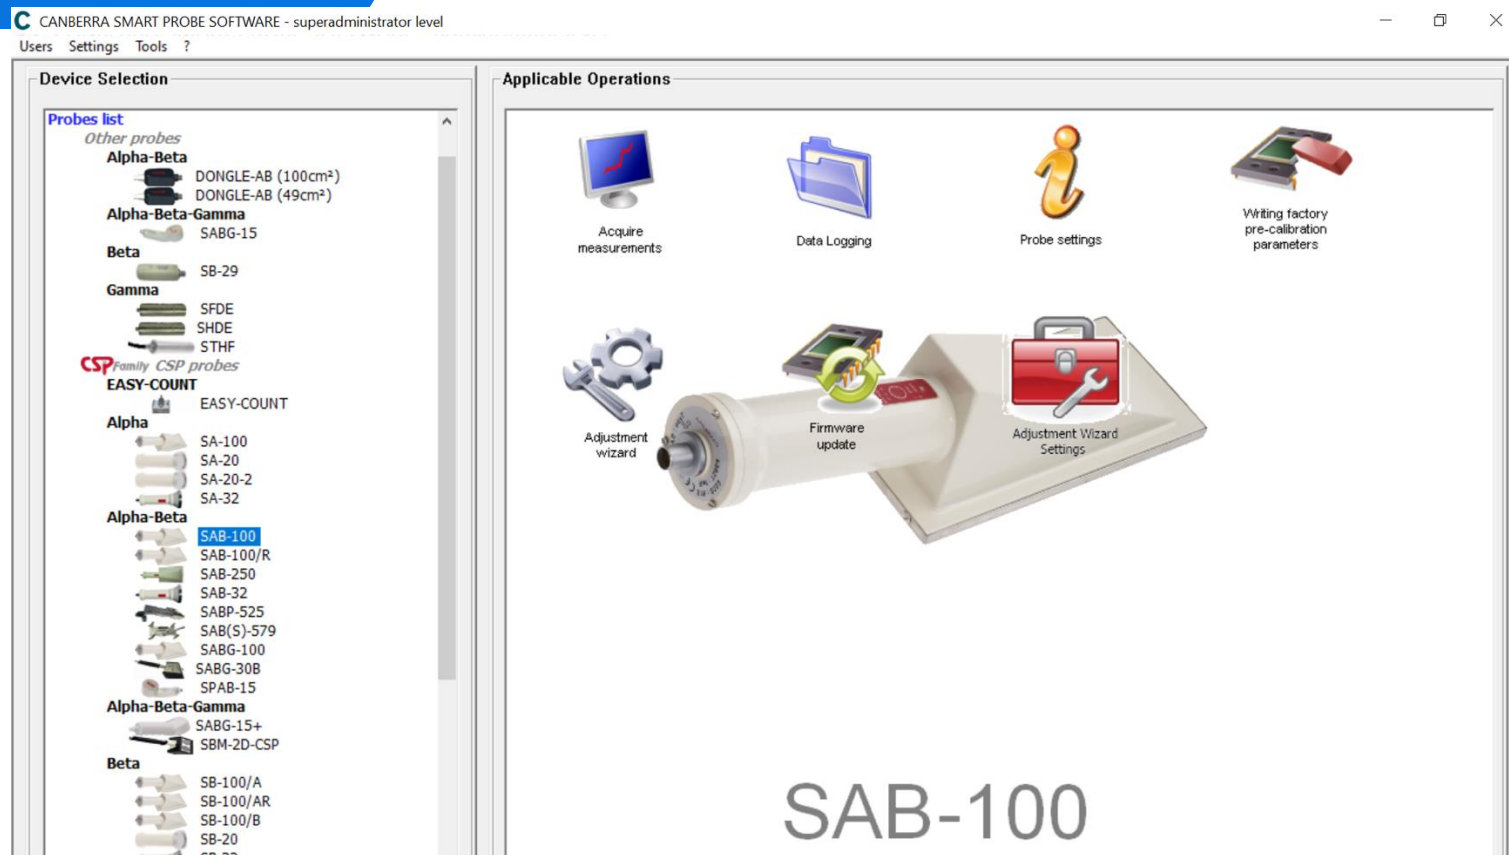 CANBERRA SMART PROBE SOFTWARE - superadministrator level
Users Settings Tools ?
Device Selection
Probes list
Other probes
Alpha-Beta
DONGLE-AB (100cm²)
DONGLE-AB (49cm²)
Alpha-Beta-Gamma
SABG-15
Beta
SB-29
Gamma
SFDE
SHDE
STHF
CSP Family CSP probes
EASY-COUNT
EASY-COUNT
Alpha
SA-100
SA-20
SA-20-2
SA-32
Alpha-Beta
SAB-100
SAB-100/R
SAB-250
SAB-32
SABP-525
SAB(S)-579
SABG-100
SABG-30B
SPAB-15
Alpha-Beta-Gamma
SABG-15+
SBM-2D-CSP
Beta
SB-100/A
SB-100/AR
SB-100/B
SB-20
Applicable Operations
Acquire
measurements
Data Logging
Probe settings
Writing factory
pre-calibration
parameters
Adjustment
wizard
Firmware
update
Adjustment Wizard
Settings
SAB-100